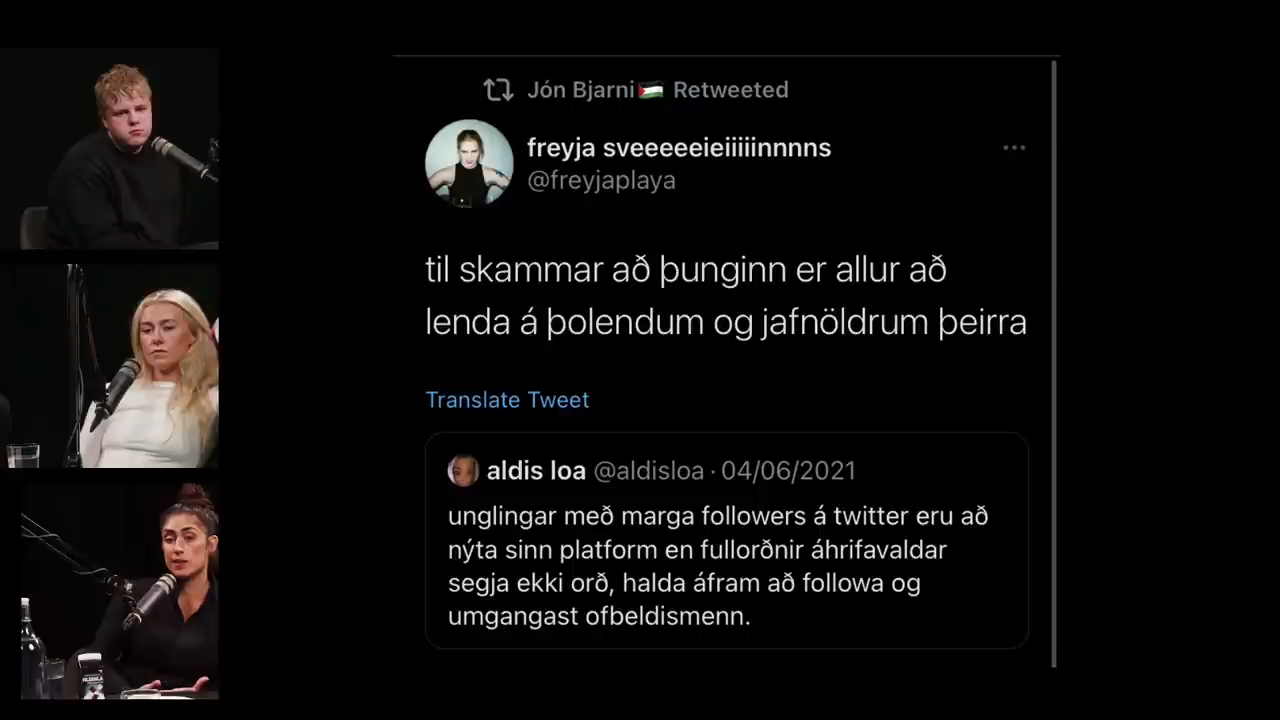 Jón Bjarni🇵🇸 Retweeted
freyja sveeeeeieiiiiinnnns
@freyjaplaya
til skammar að þunginn er allur að
lenda á þolendum og jafnöldrum þeirra
Translate Tweet
aldis loa @aldisloa · 04/06/2021
unglingar með marga followers á twitter eru að
nýta sinn platform en fullorðnir áhrifavaldar
segja ekki orð, halda áfram að followa og
umgangast ofbeldismenn.